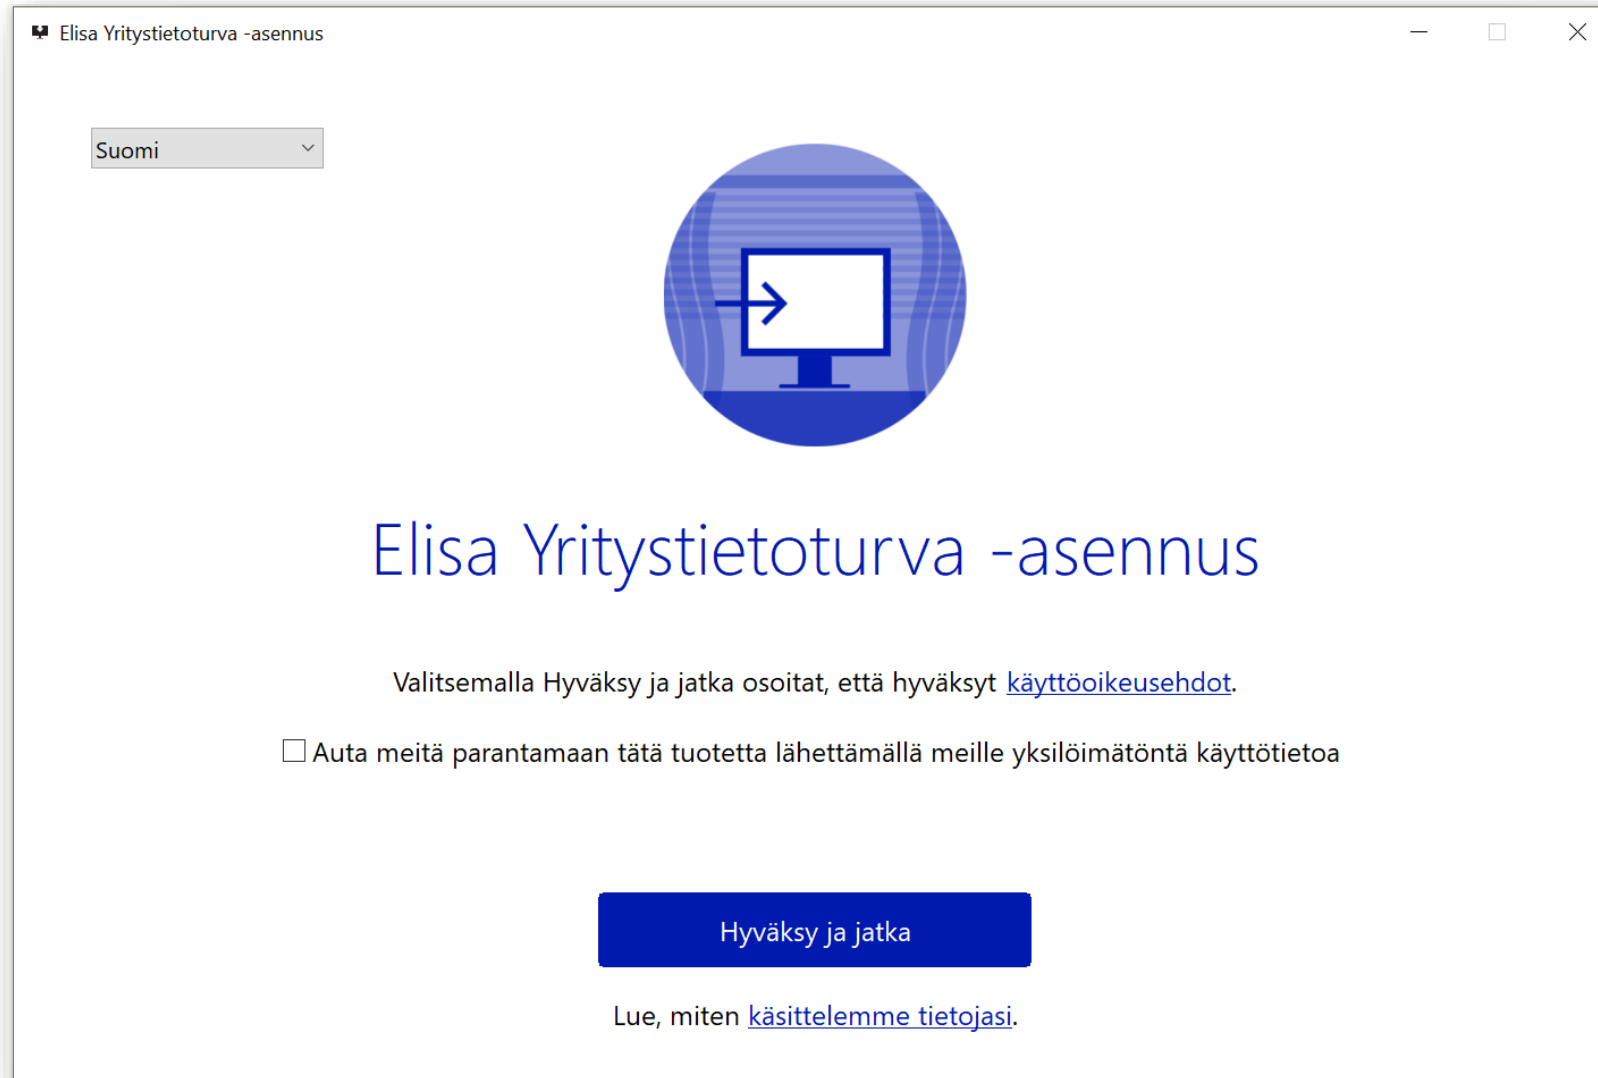 Elisa Yritystietoturva -asennus
Suomi
Elisa Yritystietoturva -asennus
Valitsemalla Hyväksy ja jatka osoitat, että hyväksyt käyttöoikeusehdot.
Auta meitä parantamaan tätä tuotetta lähettämällä meille yksilöimätöntä käyttötietoa
Hyväksy ja jatka
Lue, miten käsittelemme tietojasi.